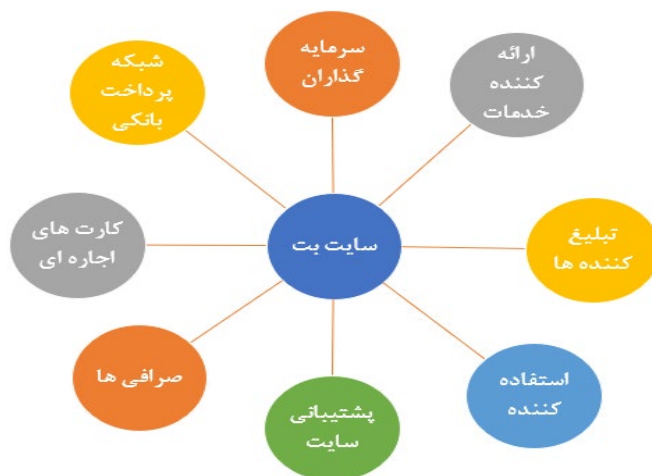 سرمایه
گذاران
ارائه
کننده
خدمات
تبلیغ
کننده ها
استفاده
کننده
پشتیبانی
سایت
صرافی ها
کارت های
اجاره ای
شبکه
پرداخت
بانکی
سایت بت